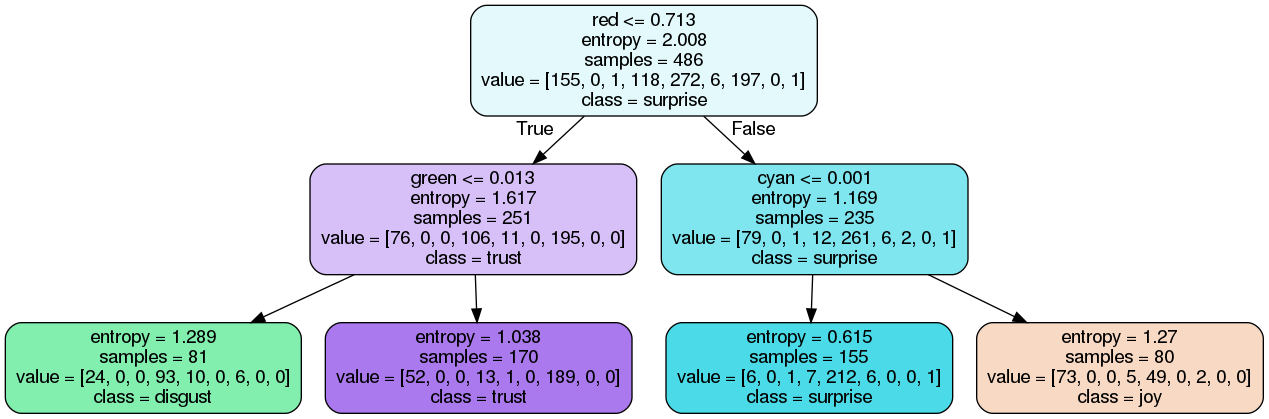 red <= 0.713
entropy = 2.008
samples = 486
value = [155, 0, 1, 118, 272, 6, 197, 0, 1]
class = surprise
True
False
green <= 0.013
entropy = 1.617
samples = 251
value = [76, 0, 0, 106, 11, 0, 195, 0, 0]
class = trust
cyan <= 0.001
entropy = 1.169
samples = 235
value = [79, 0, 1, 12, 261, 6, 2, 0, 1]
class = surprise
entropy = 1.289
samples = 81
value = [24, 0, 0, 93, 10, 0, 6, 0, 0]
class = disgust
entropy = 1.038
samples = 170
value = [52, 0, 0, 13, 1, 0, 189, 0, 0]
class = trust
entropy = 0.615
samples = 155
value = [6, 0, 1, 7, 212, 6, 0, 0, 1]
class = surprise
entropy = 1.27
samples = 80
value = [73, 0, 0, 5, 49, 0, 2, 0, 0]
class = joy